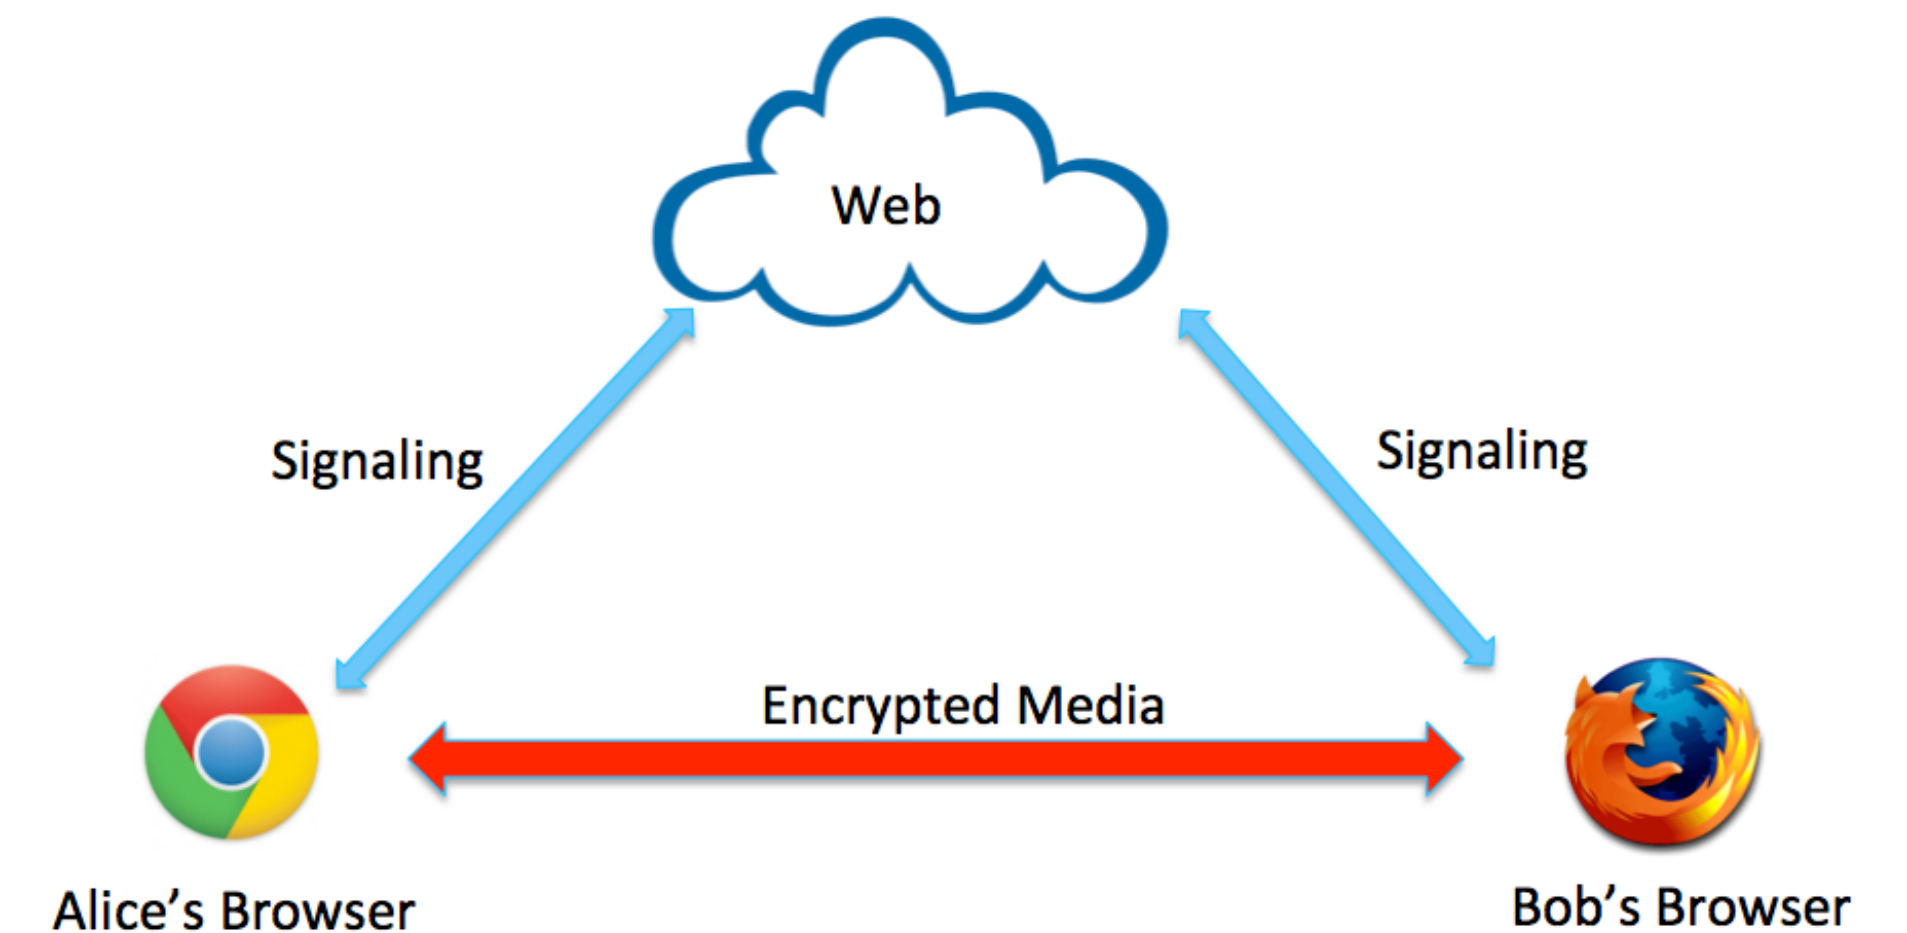 Web
Signaling
Signaling
Encrypted Media
Alice’s Browser
Bob’s Browser